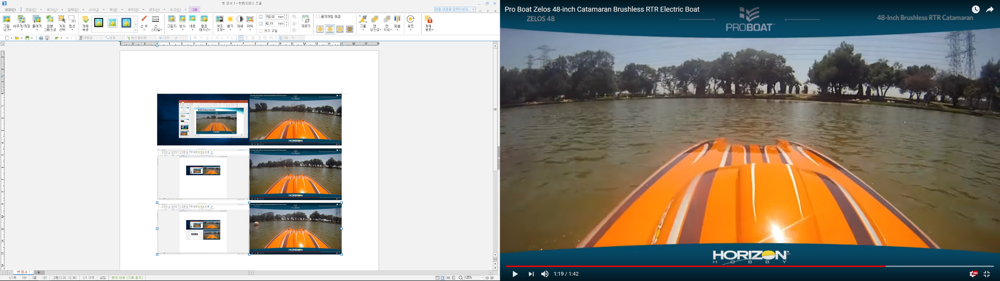 빈 문서 1 - 한컴오피스 흔글
파일(F) 편집(E) 보기(U) 입력(D) 서식(J) 쪽(W) 보안(R) 검토(H) 도구(K) 그림
찾을 내용을 입력하세요.
그림 넣기 바꾸기/저장 줄이기 원본 그림으로 개체 선택 캡션 개체 속성
선 색 선 스타일 그림자 반사 네온 옅은 테두리 색조 조정 밝기 대비 여백
150,00 mm
42,19 mm
크기 고정
자르기
글자처럼 취급
그룹 맨 앞으로 맨 뒤로 맞춤 회전 개체 보호
바탕글 대표 함초롬바탕 10,0 pt 160 %
ZELOS Proboat Example
빈 문서 1
1/1쪽 1단 3줄 1칸 그림[3,00, 12,36] 1/1 구역 삽입 변경 내용 [기록 중지] 125%
Pro Boat Zelos 48-inch Catamaran Brushless RTR Electric Boat
ZELOS 48
PROBOAT
48-Inch Brushless RTR Catamaran
HORIZON
HOBBY
1:19 / 1:42
HD